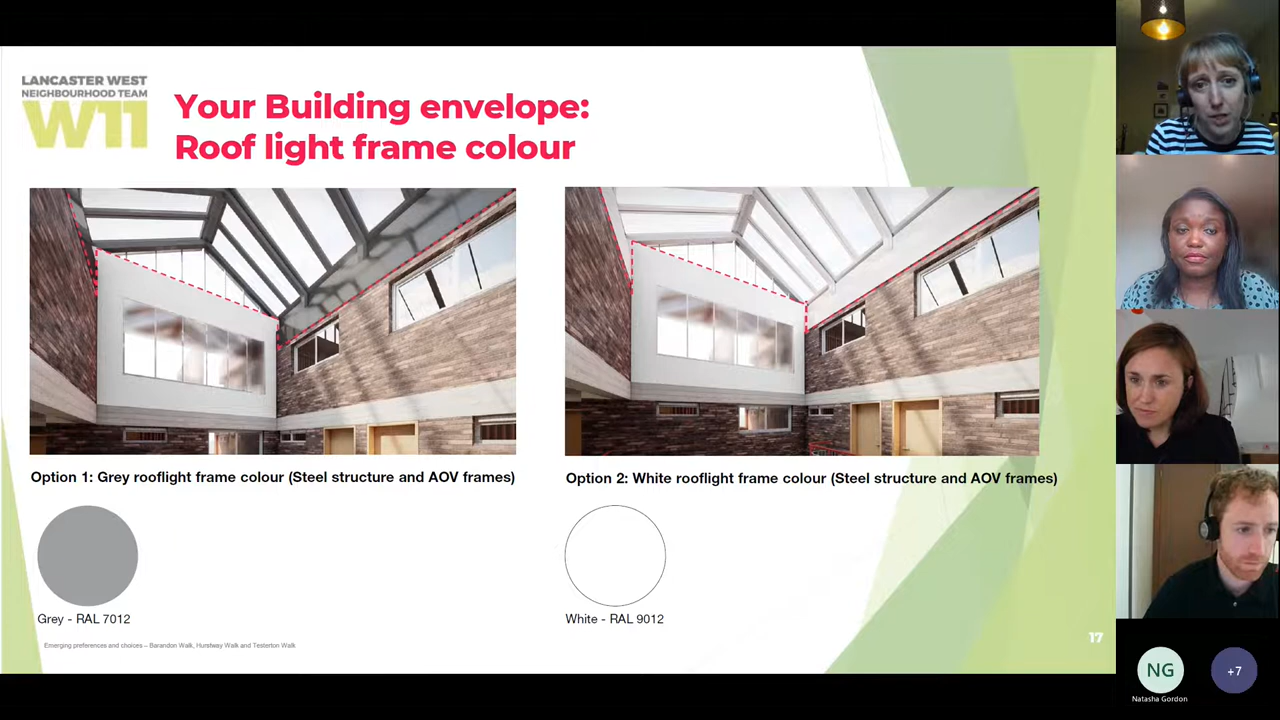 LANCASTER WEST
NEIGHBOURHOOD TEAM
W11
Your Building envelope:
Roof light frame colour
Option 1: Grey rooflight frame colour (Steel structure and AOV frames)
Option 2: White rooflight frame colour (Steel structure and AOV frames)
Grey - RAL 7012
White - RAL 9012
Emerging preferences and choices – Barandon Walk, Hurstway Walk and Testerton Walk
17
NG
+7
Natasha Gordon